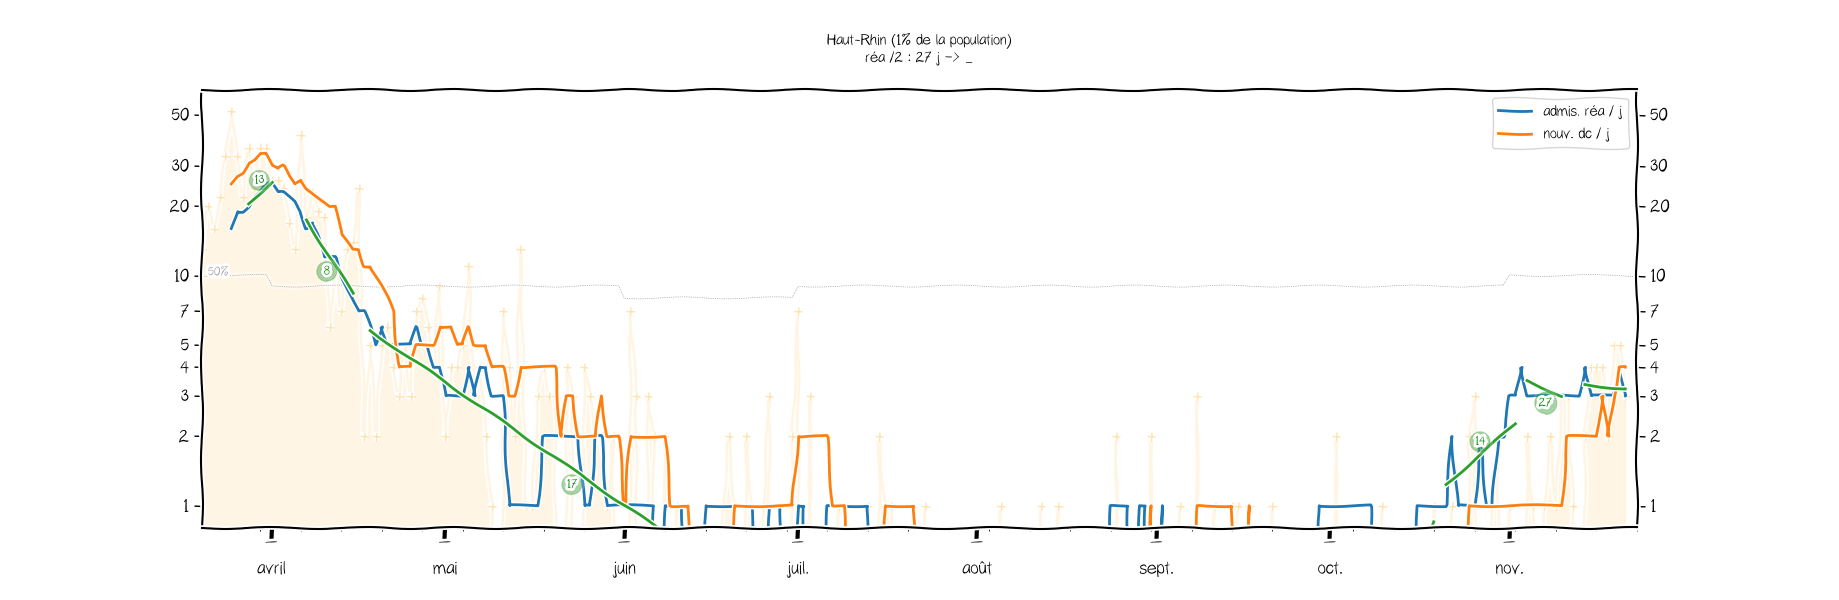 Haut-Rhin (1% de la population)
réa /2 : 27 j -> _
admis. réa / j
nouv. dc / j
50
50
30
30
20
20
10
10
7
7
5
5
4
4
3
3
2
2
1
1
50%
13
8
17
14
27
avril
mai
juin
juil.
août
sept.
oct.
nov.